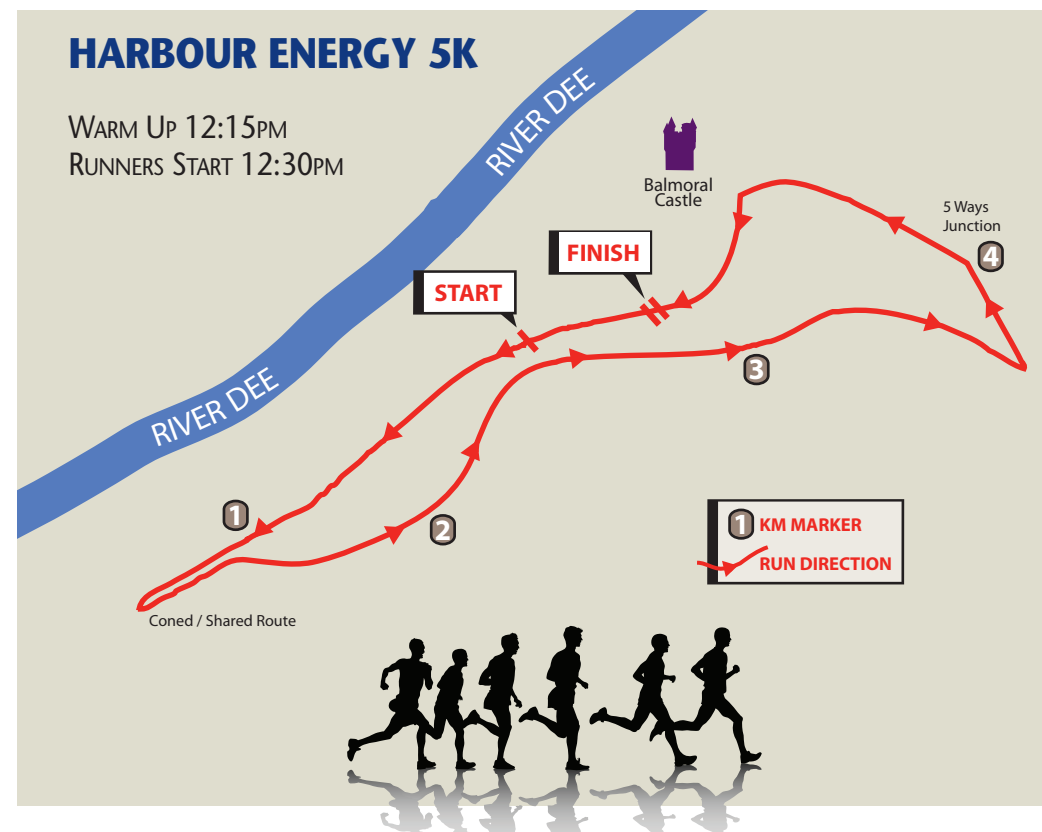 HARBOUR ENERGY 5K
WARM UP 12:15PM
RUNNERS START 12:30PM
RIVER DEE
Balmoral
Castle
5 Ways
Junction
4
FINISH
START
3
RIVER DEE
1
2
1 KM MARKER
RUN DIRECTION
Coned / Shared Route